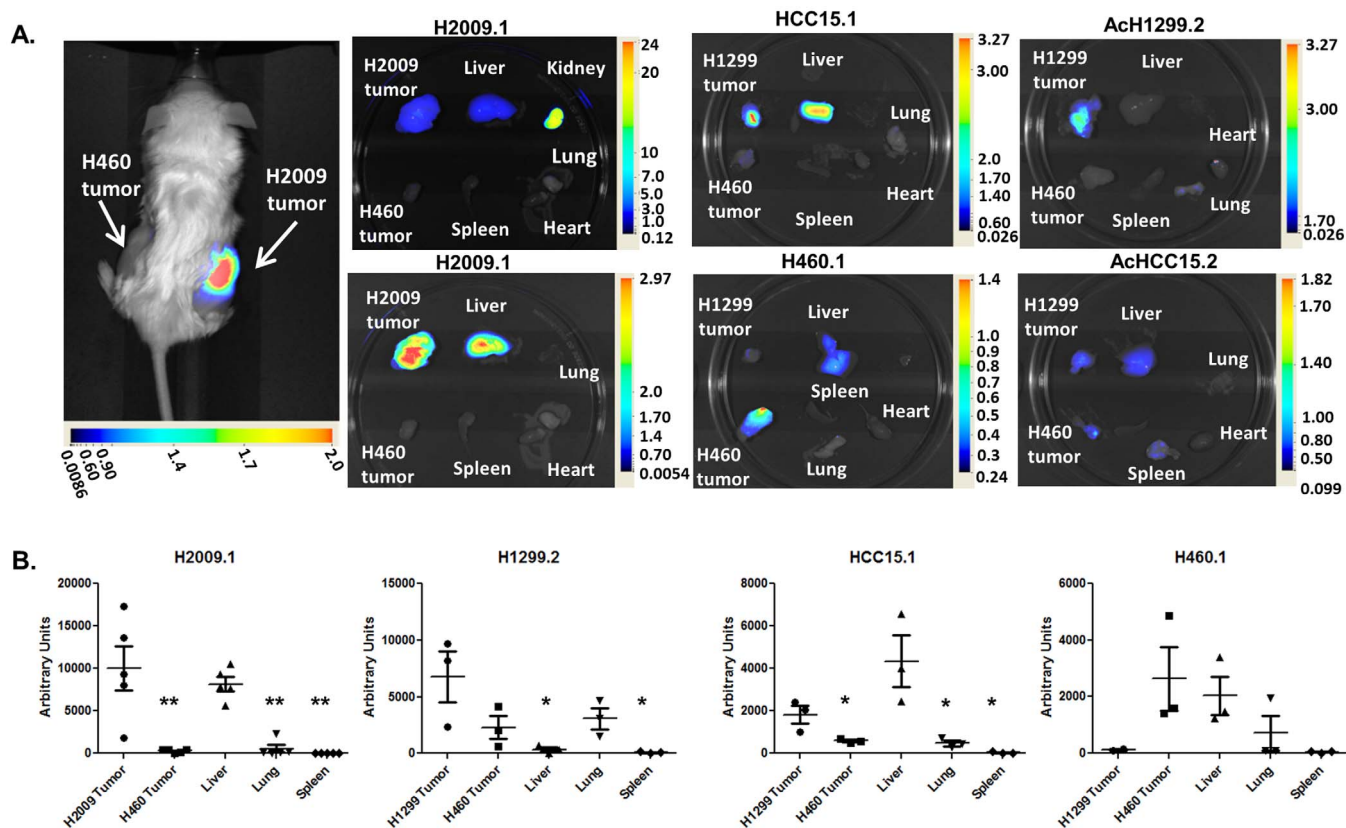 A.
H460
tumor
H2009
tumor
0.0086
0.60
0.90
1.4
1.7
2.0
H2009.1
H2009
tumor
Liver
Kidney
Lung
H460
tumor
Spleen
Heart
24
20
10
7.0
5.0
3.0
1.0
0.12
HCC15.1
H1299
tumor
Liver
Lung
H460
tumor
Spleen
Heart
3.27
3.00
2.0
1.40
0.60
0.026
AcH1299.2
H1299
tumor
Liver
Heart
H460
tumor
Spleen
Lung
3.27
3.00
1.70
0.026
H2009.1
H2009
tumor
Liver
Lung
H460
tumor
Spleen
Heart
2.97
2.0
1.70
1.4
0.70
0.0054
H460.1
H1299
tumor
Liver
Spleen
Heart
H460
tumor
Lung
1.4
1.0
0.9
0.8
0.7
0.6
0.5
0.4
0.3
0.24
AcHCC15.2
H1299
tumor
Liver
Lung
H460
tumor
Spleen
Heart
1.82
1.70
1.40
1.00
0.80
0.50
0.099
B.
H2009.1
Arbitrary Units
20000
15000
10000
5000
0
** ** **
H2009 Tumor
H460 Tumor
Liver
Lung
Spleen
H1299.2
Arbitrary Units
15000
10000
5000
0
* *
H1299 Tumor
H460 Tumor
Liver
Lung
Spleen
HCC15.1
Arbitrary Units
8000
6000
4000
2000
0
* * *
H1299 Tumor
H460 Tumor
Liver
Lung
Spleen
H460.1
Arbitrary Units
6000
4000
2000
0
H1299 Tumor
H460 Tumor
Liver
Lung
Spleen